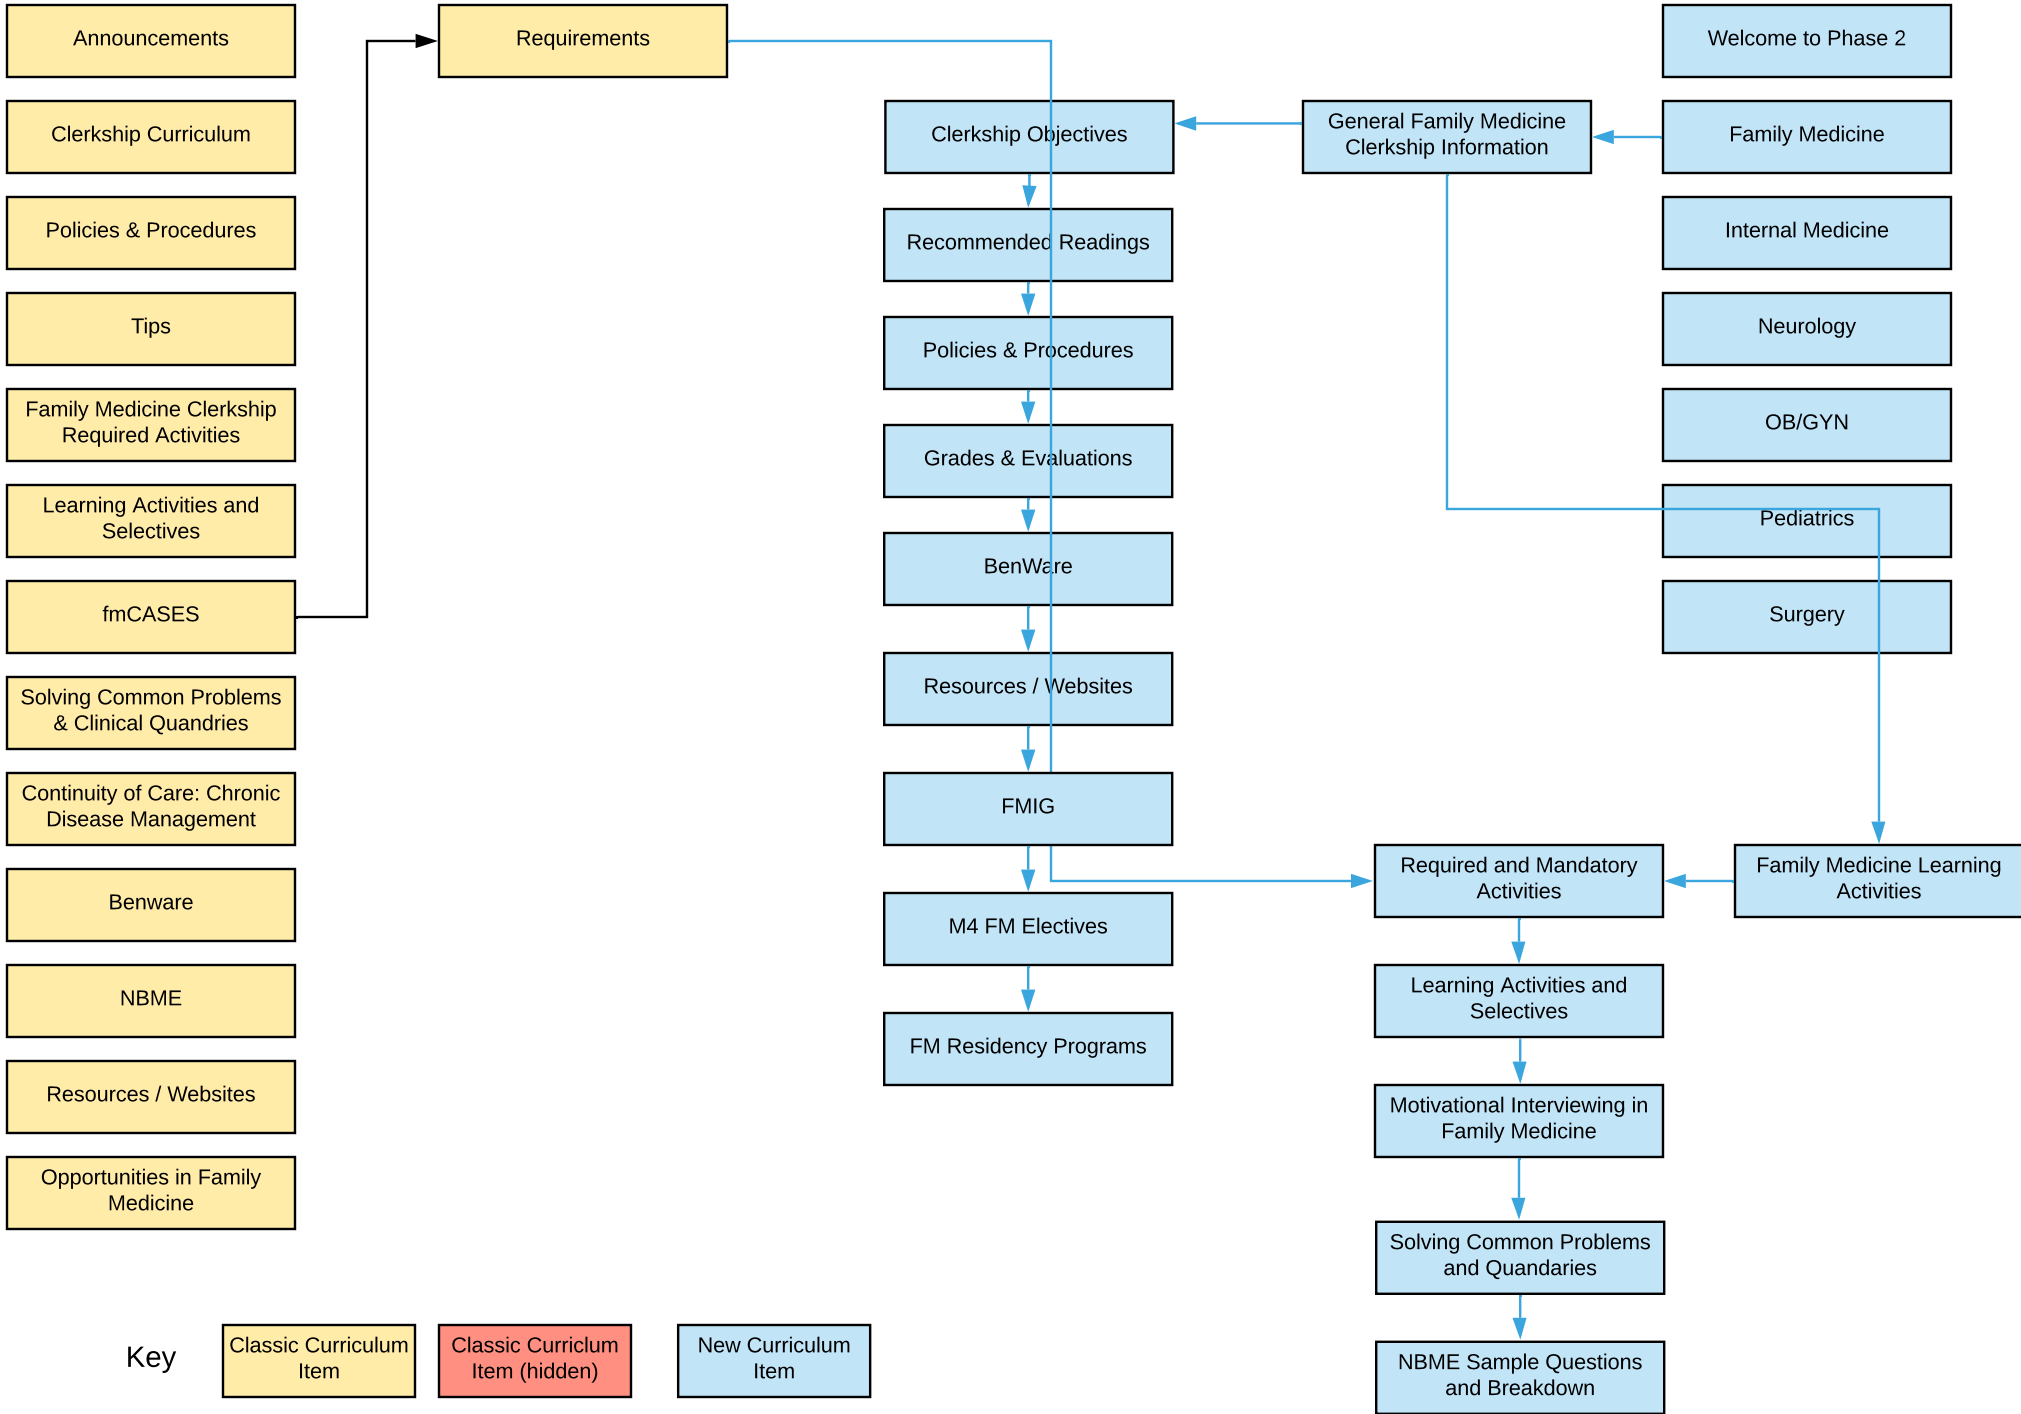 Announcements
Clerkship Curriculum
Policies & Procedures
Tips
Family Medicine Clerkship
Required Activities
Learning Activities and
Selectives
fmCASES
Solving Common Problems
& Clinical Quandries
Continuity of Care: Chronic
Disease Management
Benware
NBME
Resources / Websites
Opportunities in Family
Medicine
Requirements
Clerkship Objectives
Recommended Readings
Policies & Procedures
Grades & Evaluations
BenWare
Resources / Websites
FMIG
M4 FM Electives
FM Residency Programs
General Family Medicine
Clerkship Information
Welcome to Phase 2
Family Medicine
Internal Medicine
Neurology
OB/GYN
Pediatrics
Surgery
Family Medicine Learning
Activities
Required and Mandatory
Activities
Learning Activities and
Selectives
Motivational Interviewing in
Family Medicine
Solving Common Problems
and Quandaries
NBME Sample Questions
and Breakdown
Key
Classic Curriculum
Item
Classic Curriclum
Item (hidden)
New Curriculum
Item